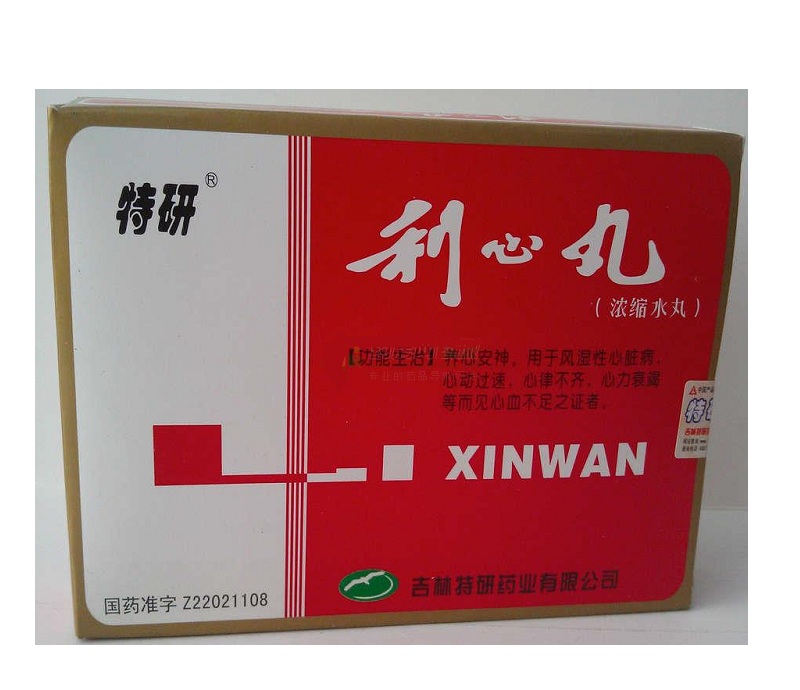 特研®
利心丸
（浓缩水丸）
【功能主治】养心安神。用于风湿性心脏病，
心动过速，心律不齐，心力衰竭
等而见心血不足之证者。
XINWAN
吉林特研药业有限公司
国药准字 Z22021108